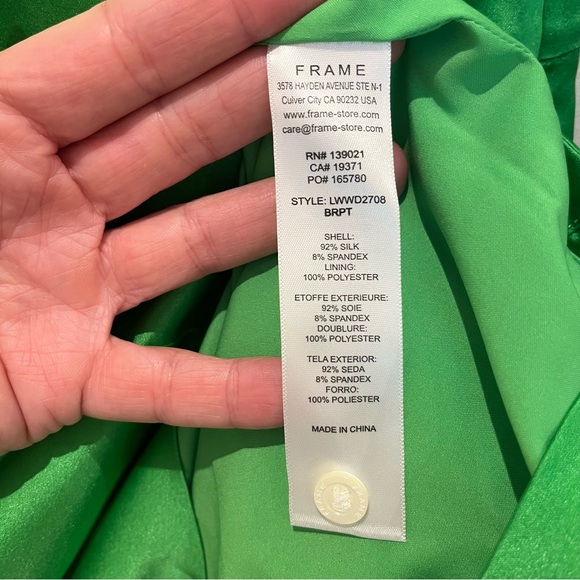 FRAME
3578 HAYDEN AVENUE STE N-1
Culver City CA 90232 USA
www.frame-store.com
care@frame-store.com
RN# 139021
CA# 19371
PO# 165780
STYLE: LWWD2708
BRPT
SHELL:
92% SILK
8% SPANDEX
LINING:
100% POLYESTER
ETOFFE EXTERIEURE:
92% SOIE
8% SPANDEX
DOUBLURE:
100% POLYESTER
TELA EXTERIOR:
92% SEDA
8% SPANDEX
FORRO:
100% POLIESTER
MADE IN CHINA